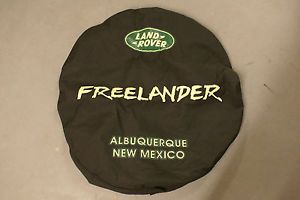 LAND
ROVER
FREELANDER
ALBUQUERQUE
NEW MEXICO